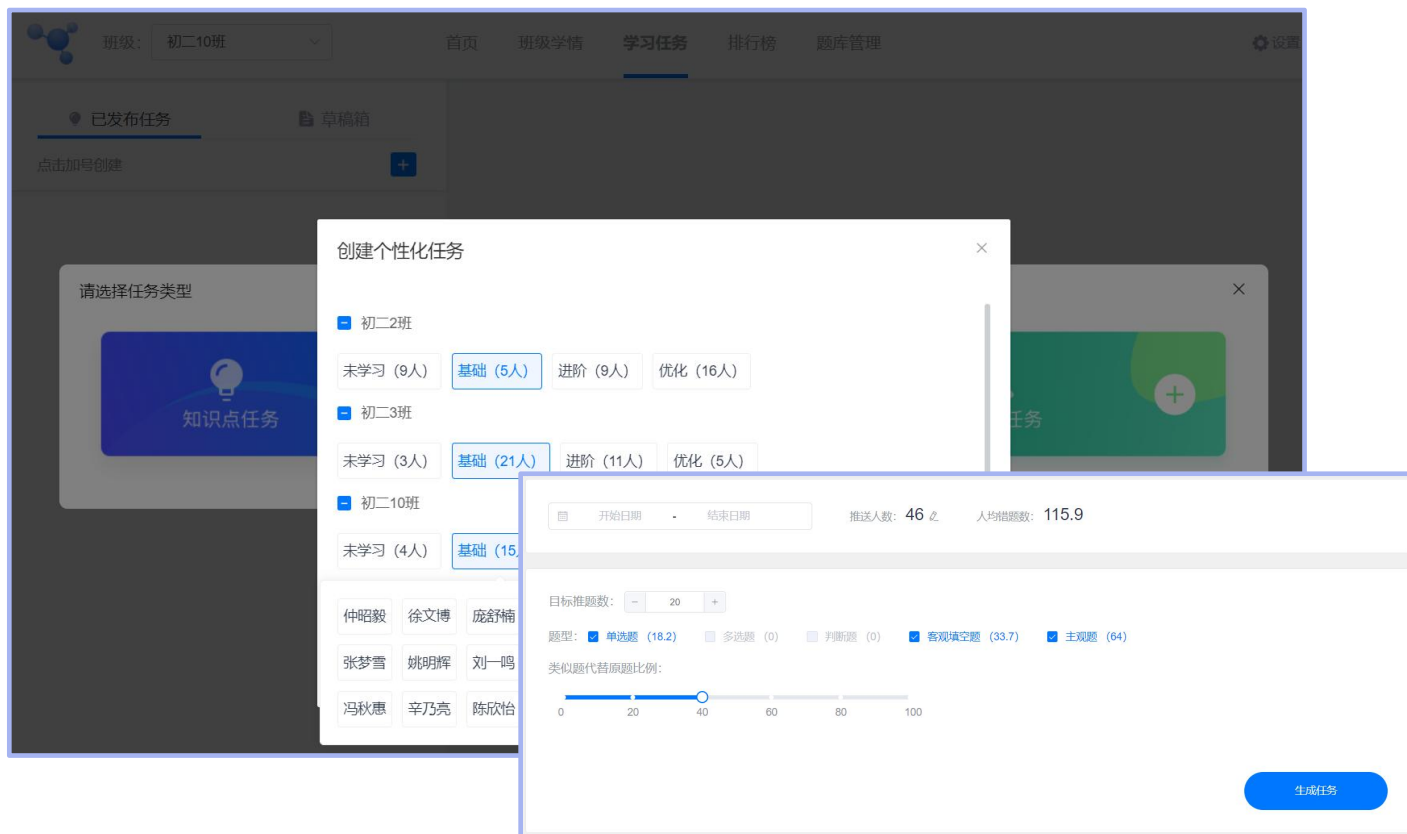 班级: 初二10班 首页 班级学情 学习任务 排行榜 题库管理 设置
已发布任务 草稿箱
点击加号创建 +
创建个性化任务
请选择任务类型
初二2班
未学习 (9人) 基础 (5人) 进阶 (9人) 优化 (16人)
知识点任务
任务
初二3班
未学习 (3人) 基础 (21人) 进阶 (11人) 优化 (5人)
初二10班
未学习 (4人) 基础 (15
仲昭毅 徐文博 庞舒楠
张梦雪 姚明辉 刘一鸣
冯秋惠 辛乃亮 陈欣怡
开始日期 - 结束日期 推送人数: 46 人均错题数: 115.9
目标推题数: - 20 +
题型: 单选题 (18.2) 多选题 (0) 判断题 (0) 客观填空题 (33.7) 主观题 (64)
类似题代替原题比例:
0 20 40 60 80 100
生成任务